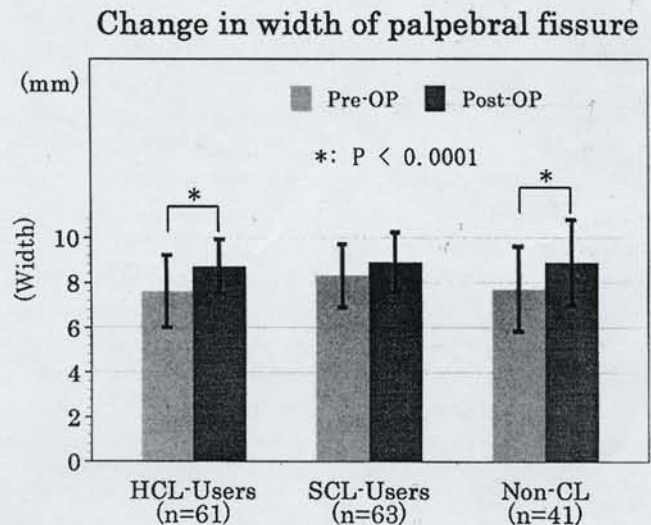 Change in width of palpebral fissure
(mm)
Pre-OP Post-OP
*: P < 0.0001
* *
(Width)
10
8
6
4
2
0
HCL-Users SCL-Users Non-CL
(n=61) (n=63) (n=41)